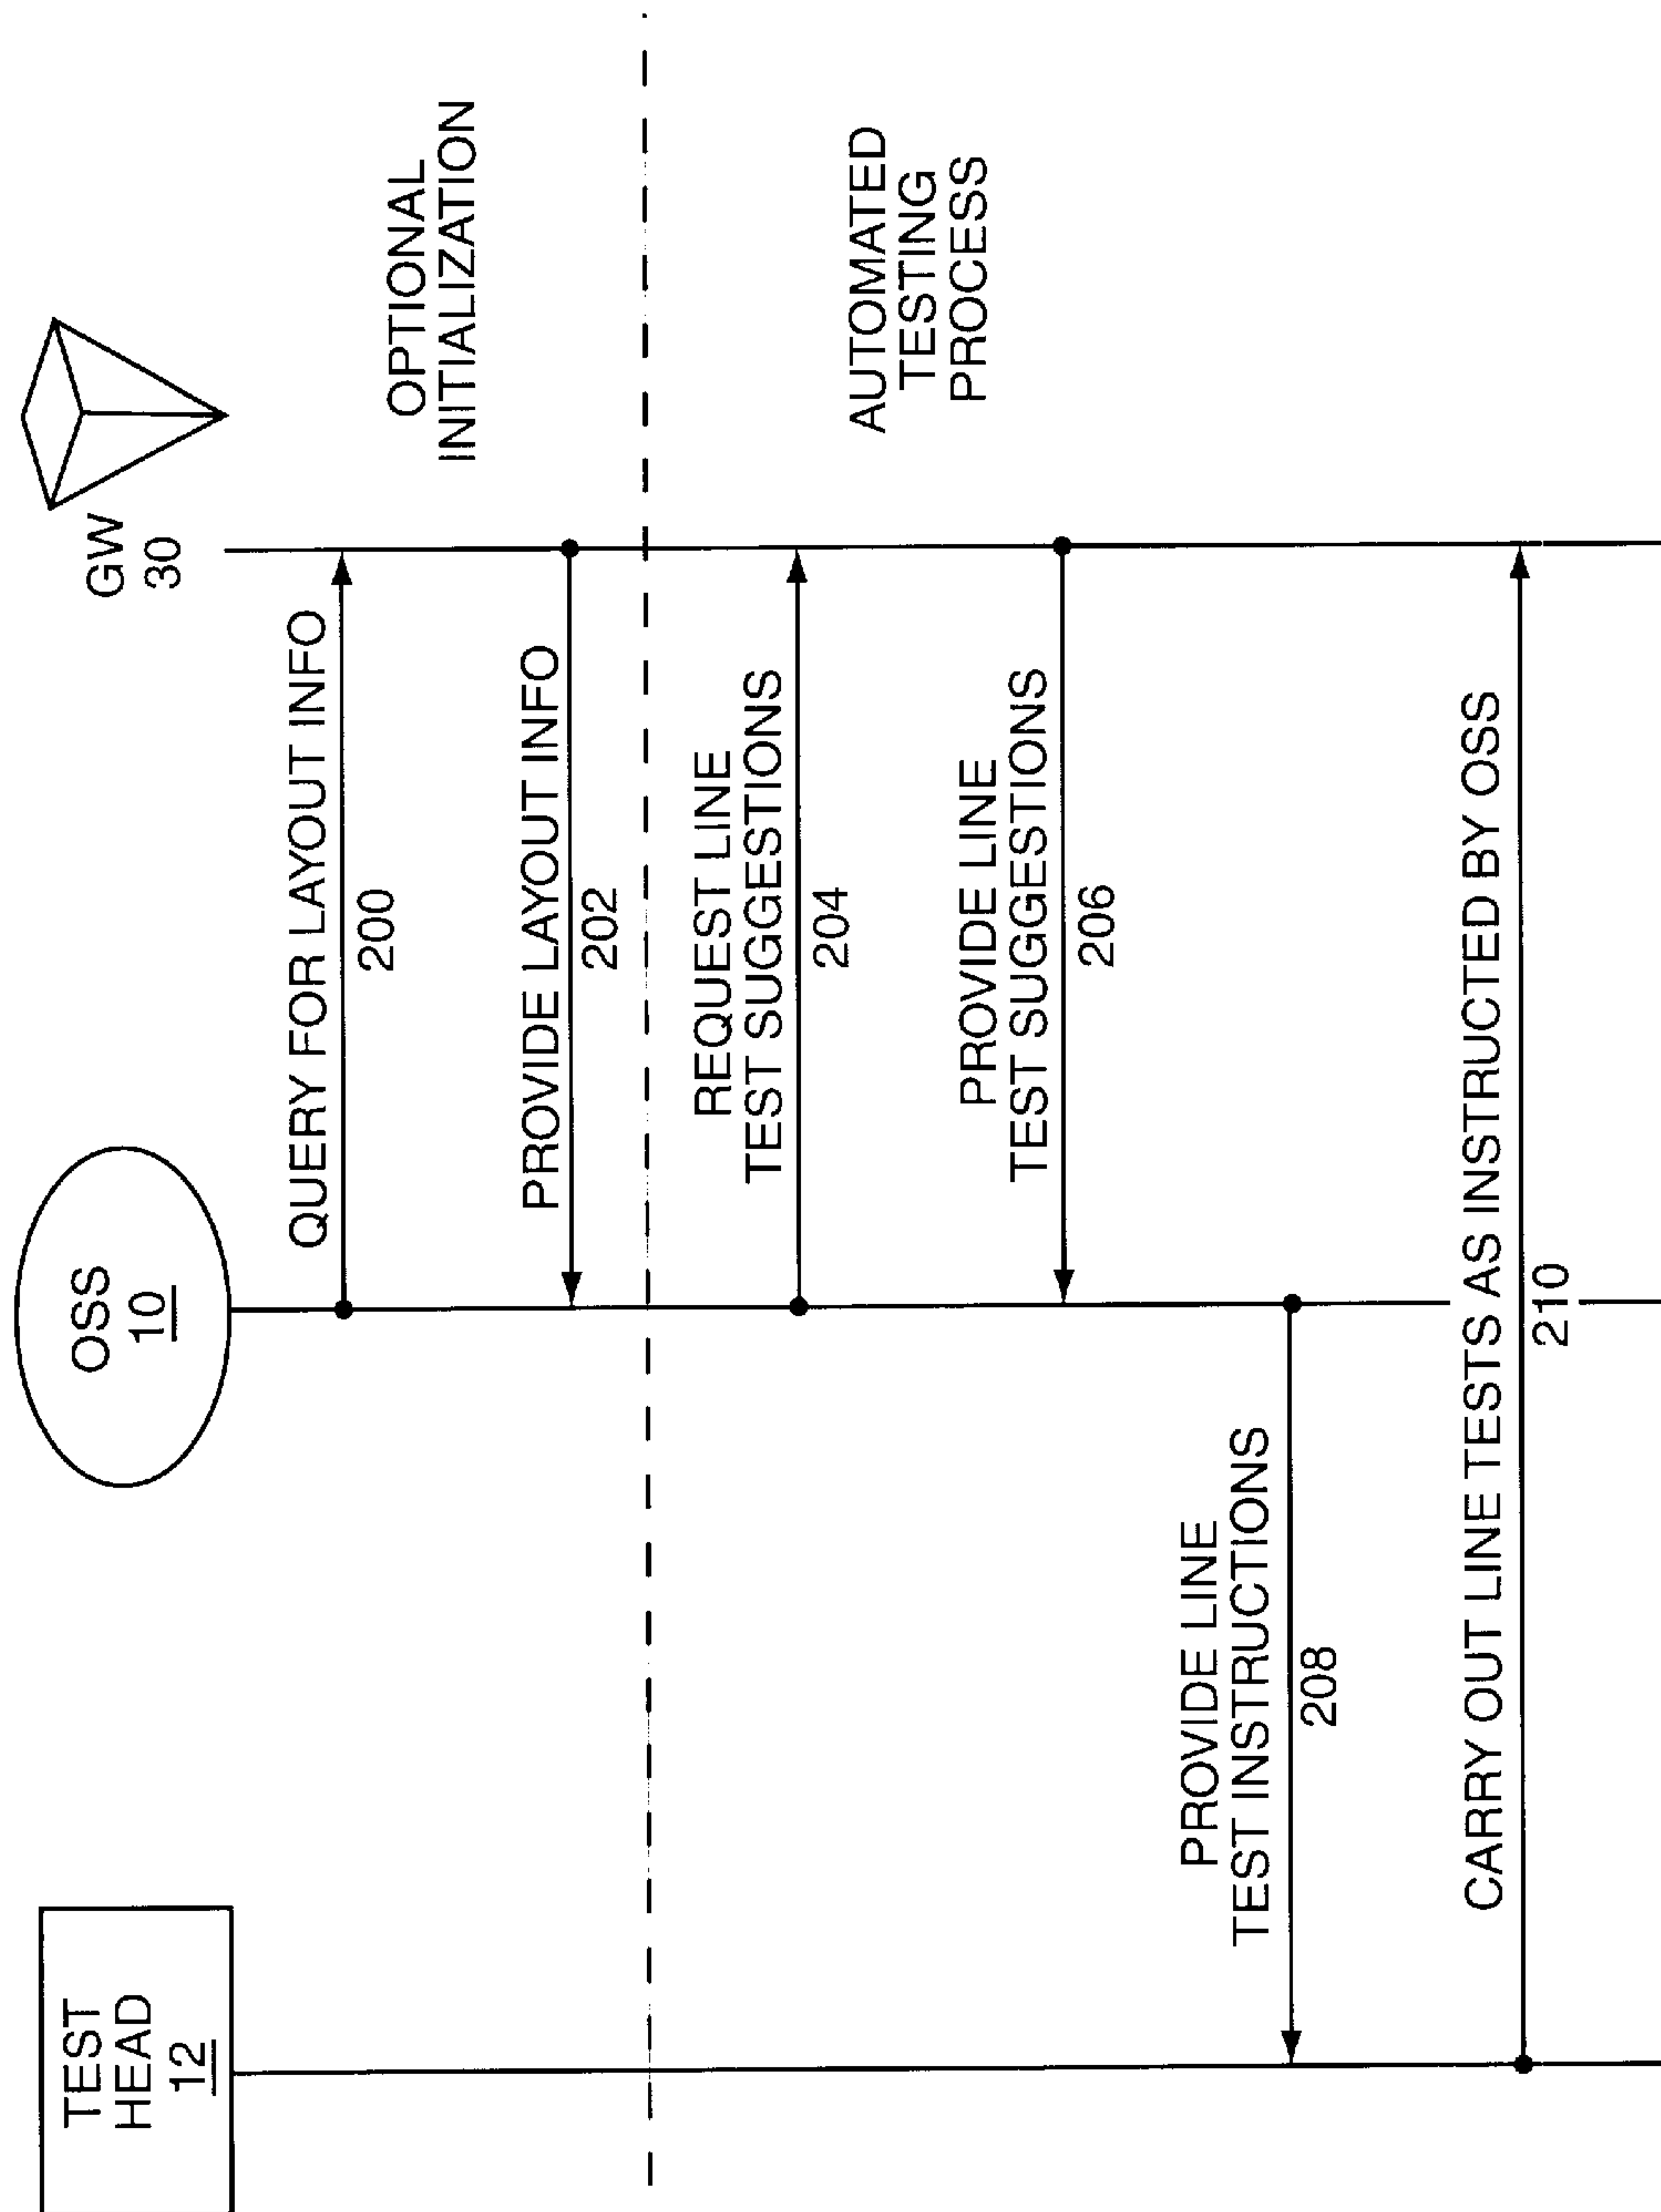 TEST
HEAD
12
OSS
10
GW
30
QUERY FOR LAYOUT INFO
200
OPTIONAL
INITIALIZATION
PROVIDE LAYOUT INFO
202
REQUEST LINE
TEST SUGGESTIONS
204
AUTOMATED
TESTING
PROCESS
PROVIDE LINE
TEST SUGGESTIONS
206
PROVIDE LINE
TEST INSTRUCTIONS
208
CARRY OUT LINE TESTS AS INSTRUCTED BY OSS
210